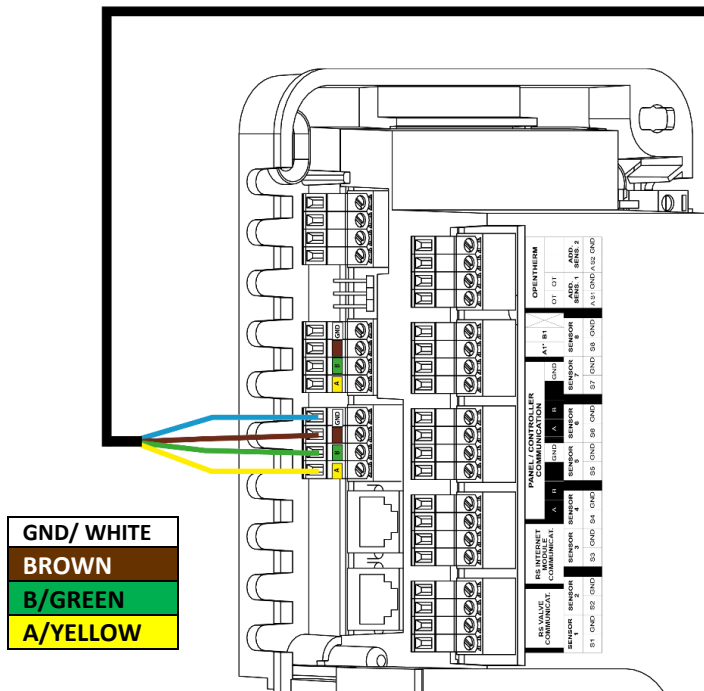 GND
B
A
GND
B
A
GND/ WHITE
BROWN
B/GREEN
A/YELLOW
RS VALVE
COMMUNICAT.
RS INTERNET
MODULE
COMMUNICAT.
PANEL / CONTROLLER
COMMUNICATION
A B GND A B GND
A1* B1
OPENTHERM
OT OT
SENSOR
1
SENSOR
2
SENSOR
3
SENSOR
4
SENSOR
5
SENSOR
6
SENSOR
7
SENSOR
8
ADD.
SENS. 1
ADD.
SENS. 2
S1 GND S2 GND
S3 GND S4 GND
S5 GND S6 GND
S7 GND S8 GND
A S1 GND A S2 GND